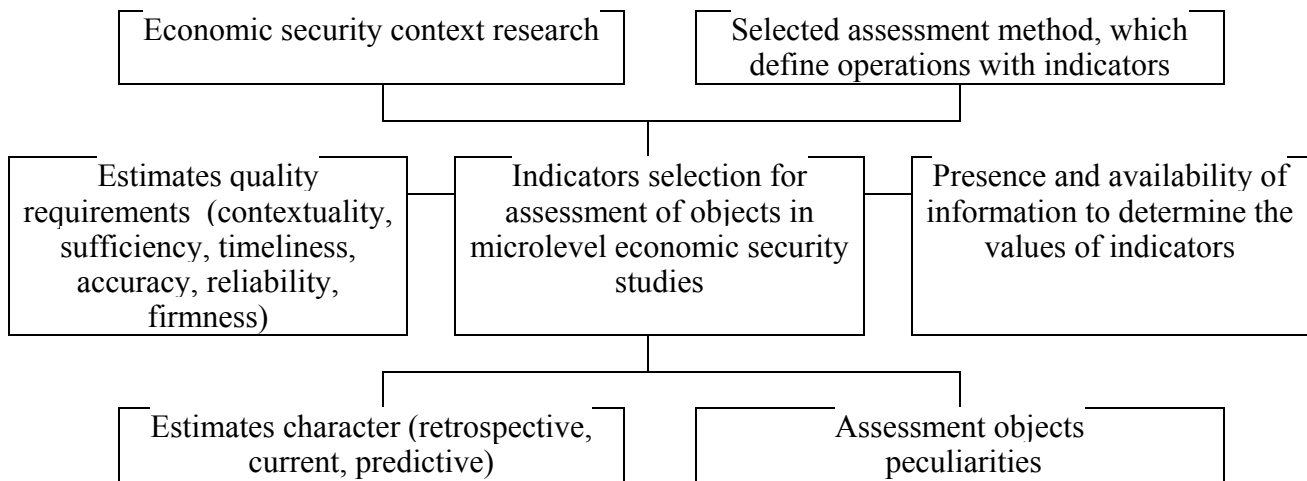 Economic security context research
Selected assessment method, which
define operations with indicators
Estimates quality
requirements (contextuality,
sufficiency, timeliness,
accuracy, reliability,
firmness)
Indicators selection for
assessment of objects in
microlevel economic security
studies
Presence and availability of
information to determine the
values of indicators
Estimates character (retrospective,
current, predictive)
Assessment objects
peculiarities